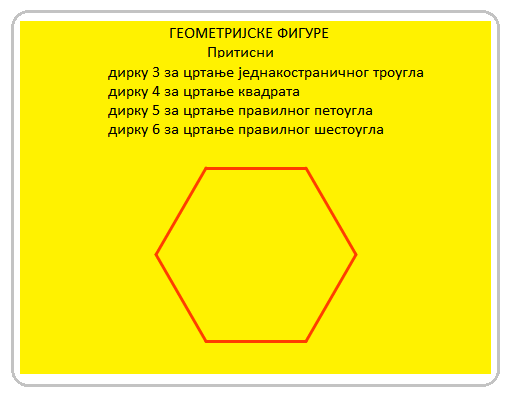 ГЕОМЕТРИЈСКЕ ФИГУРЕ
Притисни
дирку 3 за цртање једнакостраничног троугла
дирку 4 за цртање квадрата
дирку 5 за цртање правилног петоугла
дирку 6 за цртање правилног шестоугла